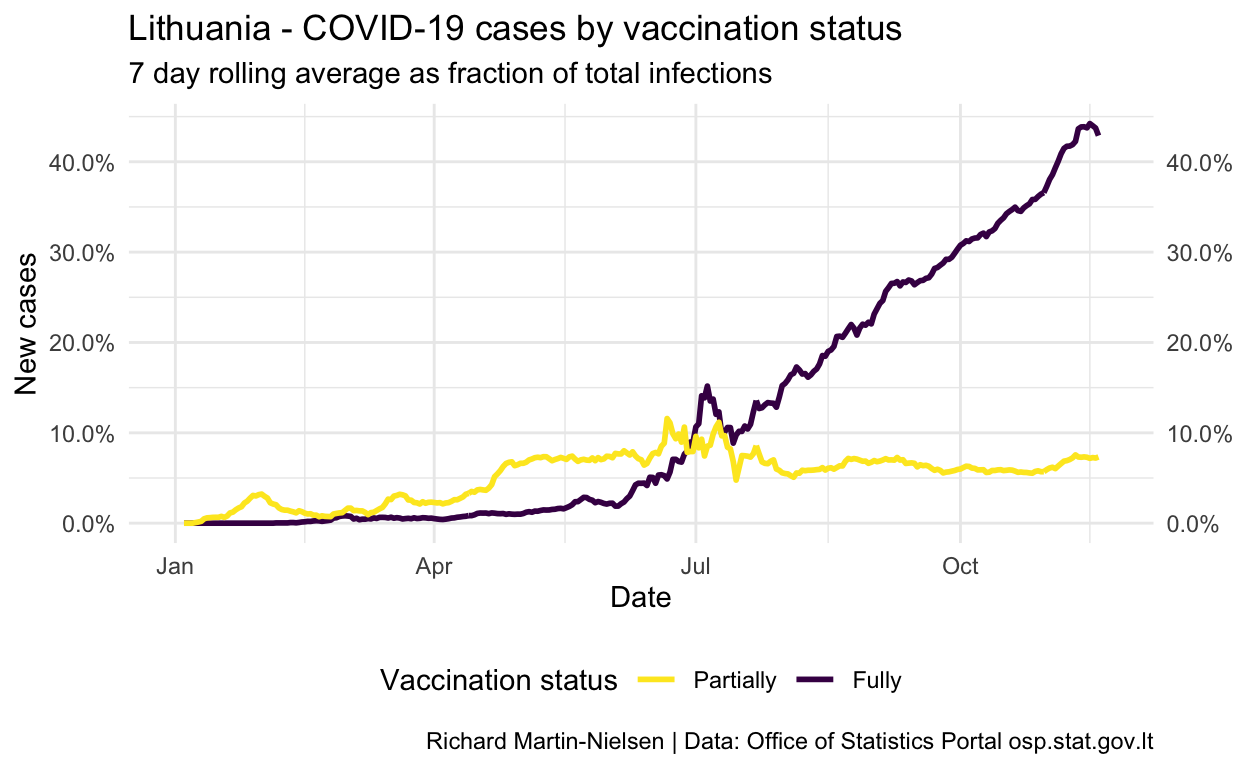 Lithuania - COVID-19 cases by vaccination status
7 day rolling average as fraction of total infections
40.0%
30.0%
20.0%
10.0%
0.0%
New cases
40.0%
30.0%
20.0%
10.0%
0.0%
Jan Apr Jul Oct
Date
Vaccination status Partially Fully
Richard Martin-Nielsen | Data: Office of Statistics Portal osp.stat.gov.lt